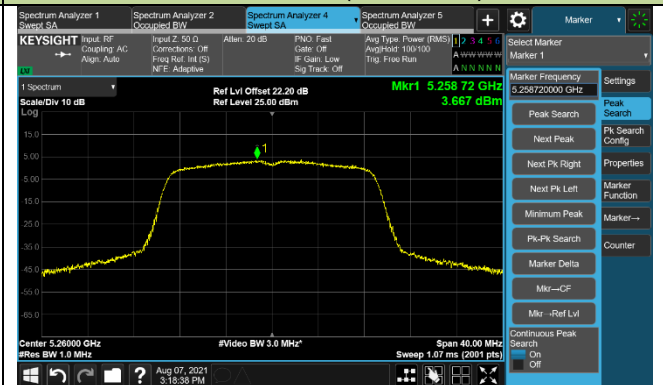 Spectrum Analyzer 1
Swept SA
Spectrum Analyzer 2
Occupied BW
Spectrum Analyzer 4
Swept SA
Spectrum Analyzer 5
Occupied BW
+
Marker
KEYSIGHT
Input: RF
Coupling: AC
Align: Auto
Input Z: 50 Ω
Corrections: Off
Freq Ref: Int (S)
NFE: Adaptive
Atten: 20 dB
PNO: Fast
Gate: Off
IF Gain: Low
Sig Track: Off
Avg Type: Power (RMS)
Avg|Hold: 100/100
Trig: Free Run
1 2 3 4 5 6
A W W W W W
A N N N N N
LV
Select Marker
Marker 1
1 Spectrum
Scale/Div 10 dB
Log
Ref Lvl Offset 22.20 dB
Ref Level 25.00 dBm
Mkr1 5.258 72 GHz
3.667 dBm
15.0
5.00
-5.00
-15.0
-25.0
-35.0
-45.0
-55.0
-65.0
1
Center 5.26000 GHz
#Res BW 1.0 MHz
#Video BW 3.0 MHz*
Span 40.00 MHz
Sweep 1.07 ms (2001 pts)
Marker Frequency
5.258720000 GHz
Peak Search
Next Peak
Next Pk Right
Next Pk Left
Minimum Peak
Pk-Pk Search
Marker Delta
Mkr→CF
Mkr→Ref Lvl
Continuous Peak
Search
On
Off
Settings
Peak
Search
Pk Search
Config
Properties
Marker
Function
Marker→
Counter
?
Aug 07, 2021
3:18:38 PM